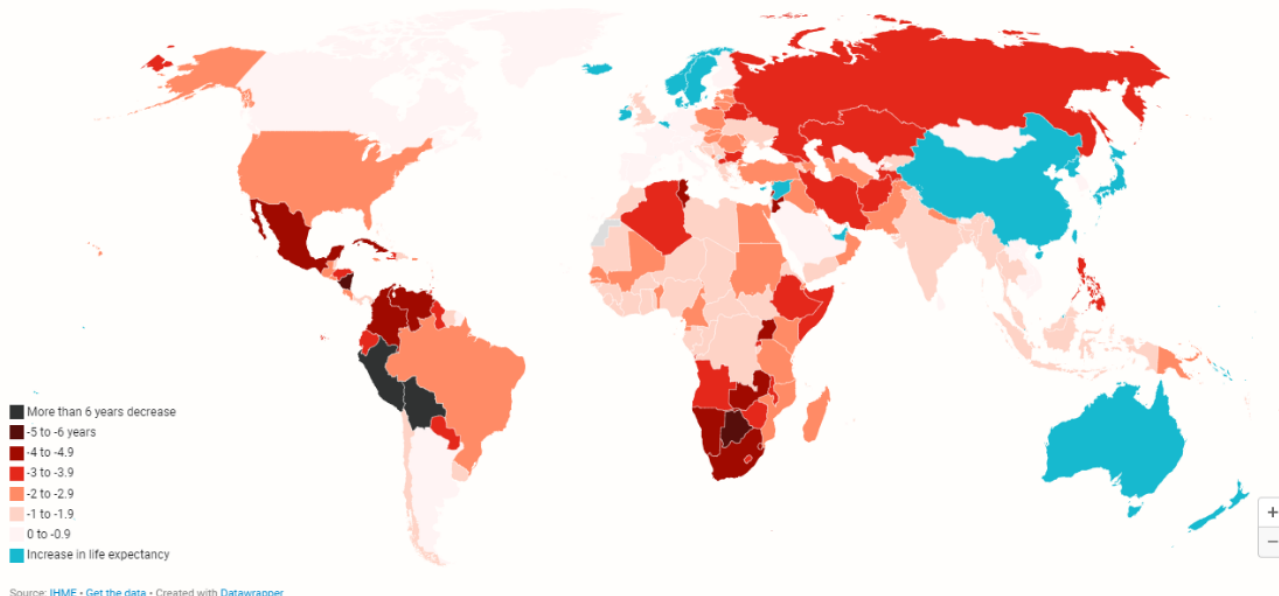 More than 6 years decrease
-5 to -6 years
-4 to -4.9
-3 to -3.9
-2 to -2.9
-1 to -1.9
0 to -0.9
Increase in life expectancy
+
−
Source: IHME • Get the data • Created with Datawrapper